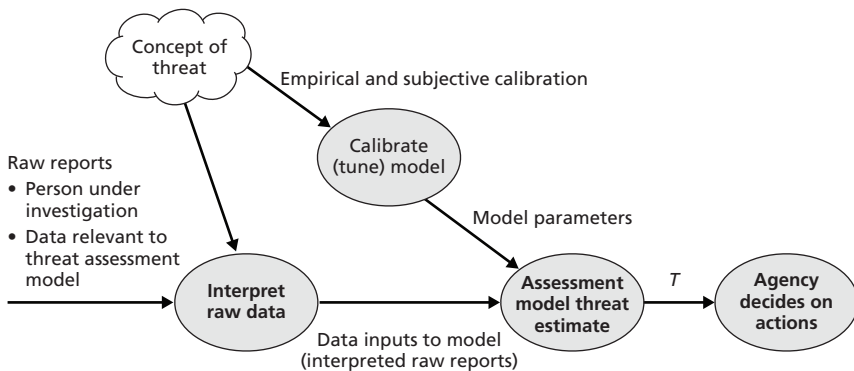 Concept of
threat
Empirical and subjective calibration
Calibrate
(tune) model
Raw reports
• Person under
investigation
• Data relevant to
threat assessment
model
Model parameters
Interpret
raw data
Data inputs to model
(interpreted raw reports)
Assessment
model threat
estimate
T
Agency
decides on
actions